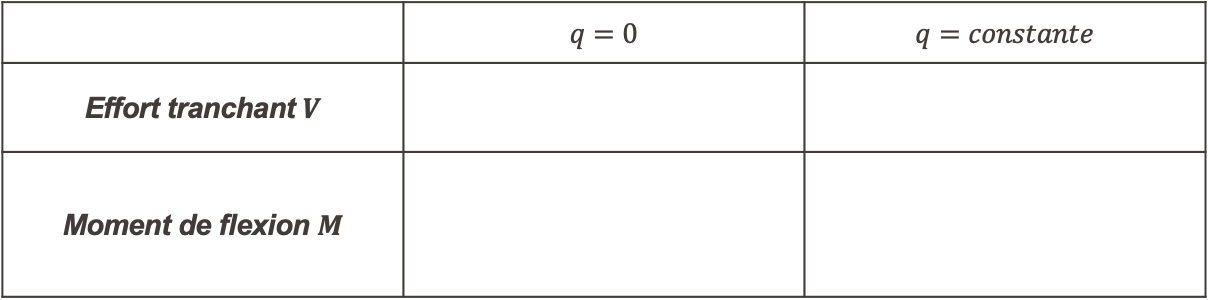 q = 0
q = constante
Effort tranchant V
Moment de flexion M